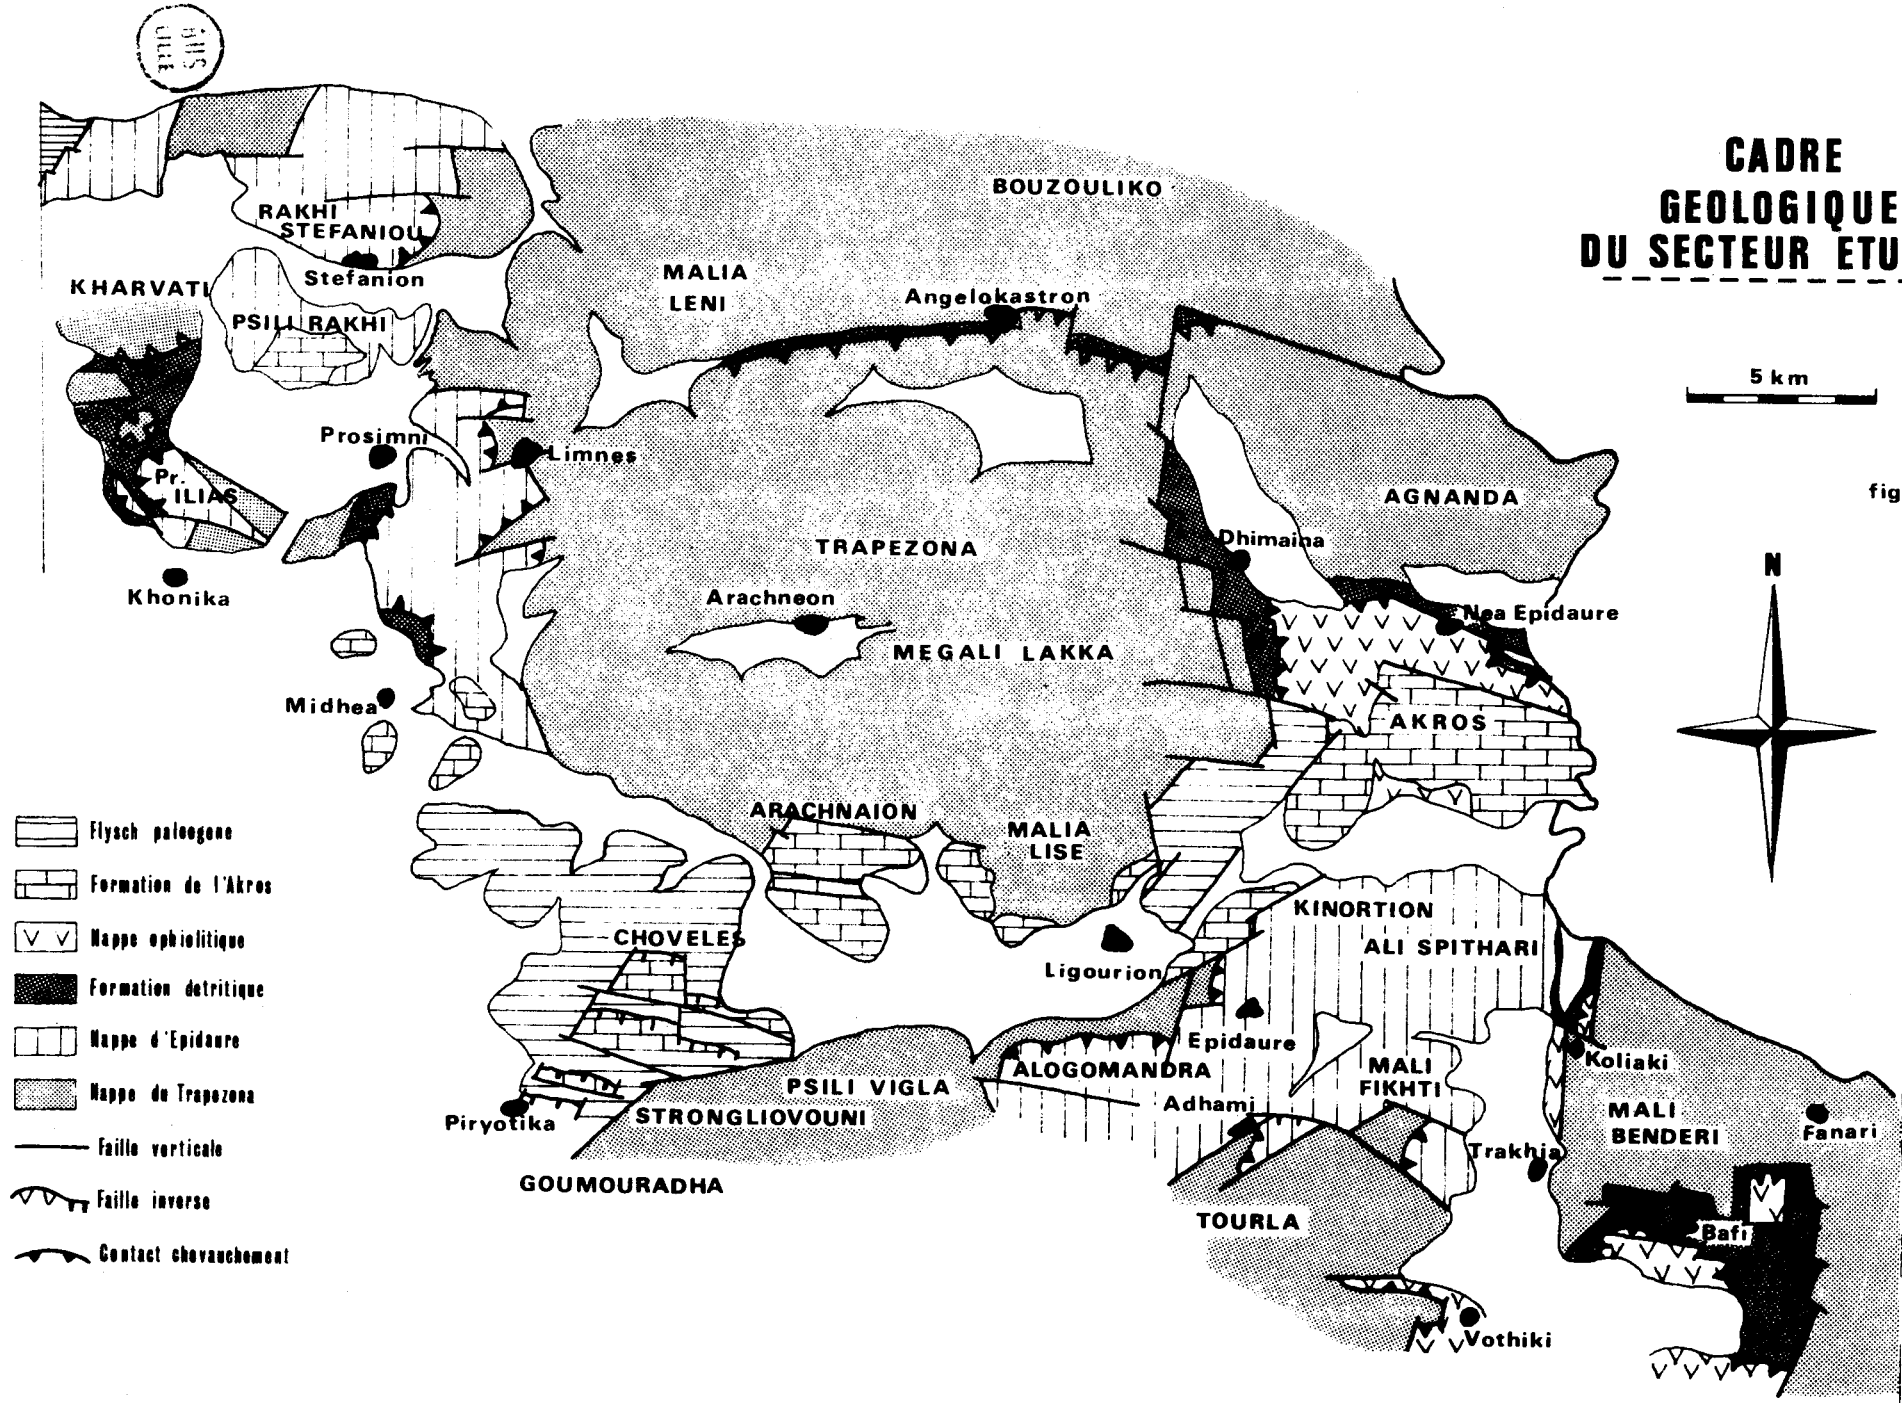 CADRE
GEOLOGIQUE
DU SECTEUR ETU
5 km
fig
N
BOUZOULIKO
RAKHI
STEFANIOU
Stefanion
KHARVATI
PSILI RAKHI
MALIA
LENI
Angelokastron
Prosimni
Limnes
Pr.
ILIAS
AGNANDA
Dhimaina
TRAPEZONA
Khonika
Arachneon
Nea Epidaure
MEGALI LAKKA
Midhea
AKROS
ARACHNAION
MALIA
LISE
KINORTION
CHOVELES
ALI SPITHARI
Ligourion
Epidaure
Koliaki
ALOGOMANDRA
MALI
FIKHTI
PSILI VIGLA
Adhami
MALI
BENDERI
Fanari
STRONGLIOVOUNI
Piryotika
Trakhia
GOUMOURADHA
TOURLA
Bafi
Vothiki
Flysch paleogene
Formation de l'Akros
Nappe ophiolitique
Formation detritique
Nappe d'Epidaure
Nappe de Trapezona
Faille verticale
Faille inverse
Contact chevauchement